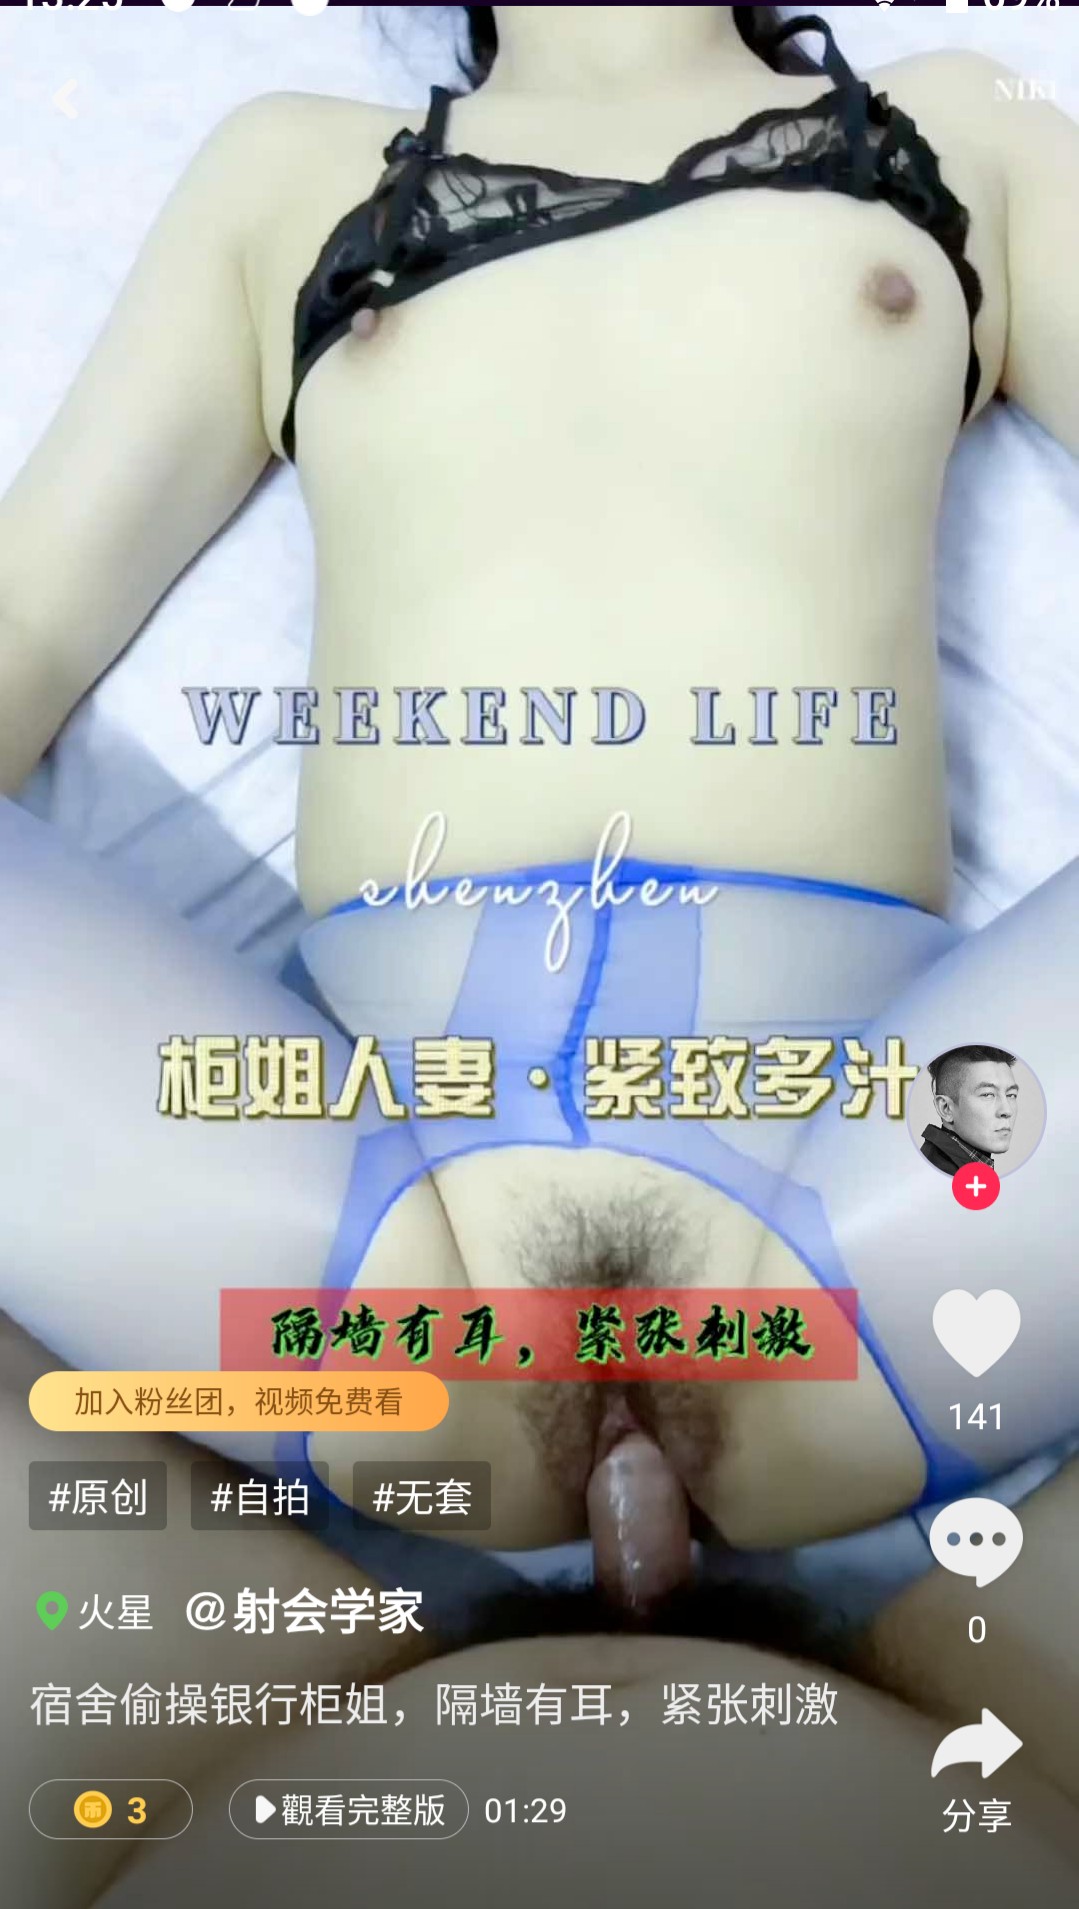 NIKI
WEEKEND LIFE
shenzhen
柜姐人妻·紧致多汁
隔墙有耳，紧张刺激
加入粉丝团，视频免费看
141
#原创 #自拍 #无套
0
火星 @射会学家
宿舍偷操银行柜姐，隔墙有耳，紧张刺激
币 3 觀看完整版 01:29
分享